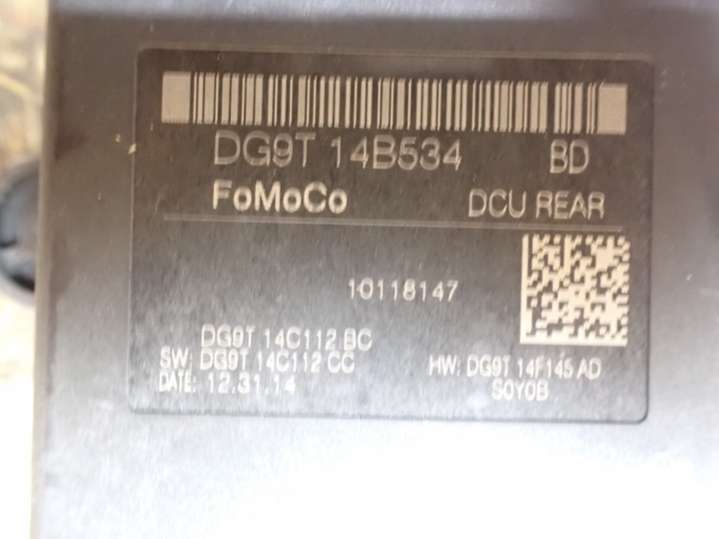 DG9T 14B534 BD
FoMoCo DCU REAR
10118147
DG9T 14C112 BC
SW: DG9T 14C112 CC HW: DG9T 14F145 AD
DATE: 12.31.14 S0Y0B